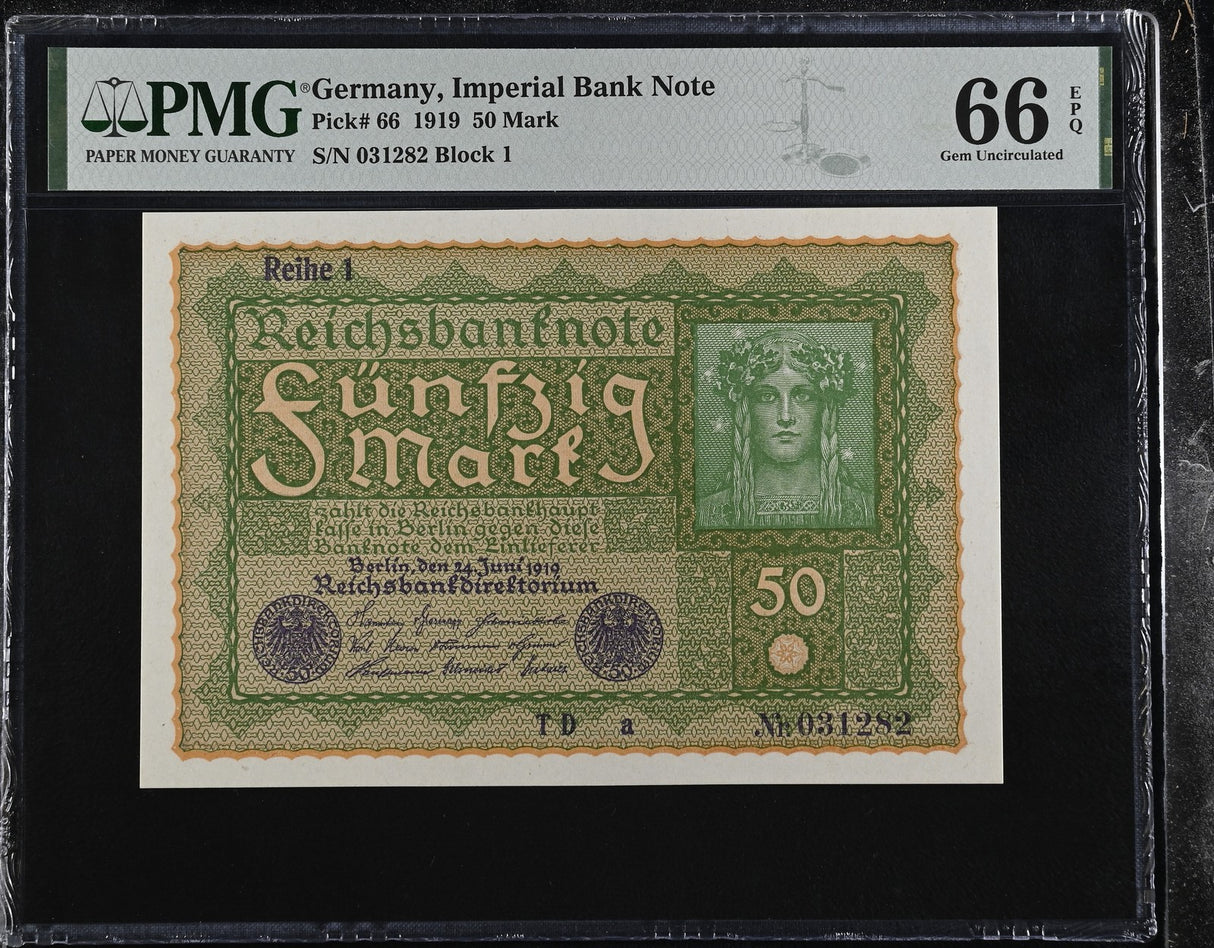 PMG® Germany, Imperial Bank Note
Pick# 66 1919 50 Mark
PAPER MONEY GUARANTY S/N 031282 Block 1
66 EPQ
Gem Uncirculated
Reihe 1
Reichsbanknote
Fünfzig
Mark
zahlt die Reichsbankhaupt
kasse in Berlin gegen diese
Banknote dem Einlieferer
Berlin, den 24. Juni 1919
Reichsbankdirektorium
50
T D a
Nr. 031282